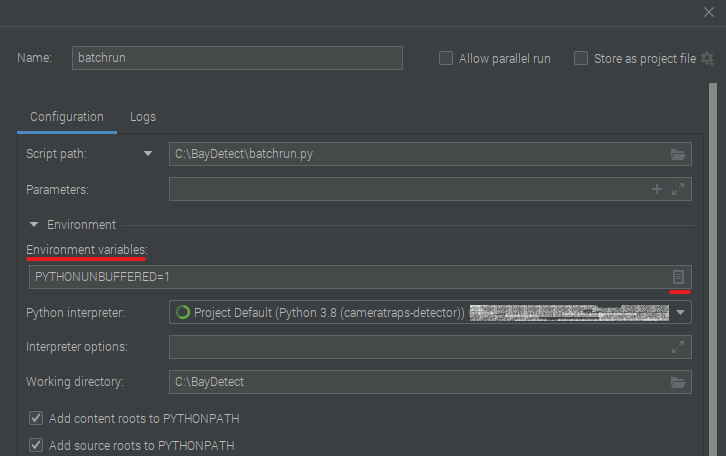 Name: batchrun Allow parallel run Store as project file
Configuration Logs
Script path: C:\BayDetect\batchrun.py
Parameters:
Environment
Environment variables:
PYTHONUNBUFFERED=1
Python interpreter: Project Default (Python 3.8 (cameratraps-detector))
Interpreter options:
Working directory: C:\BayDetect
Add content roots to PYTHONPATH
Add source roots to PYTHONPATH